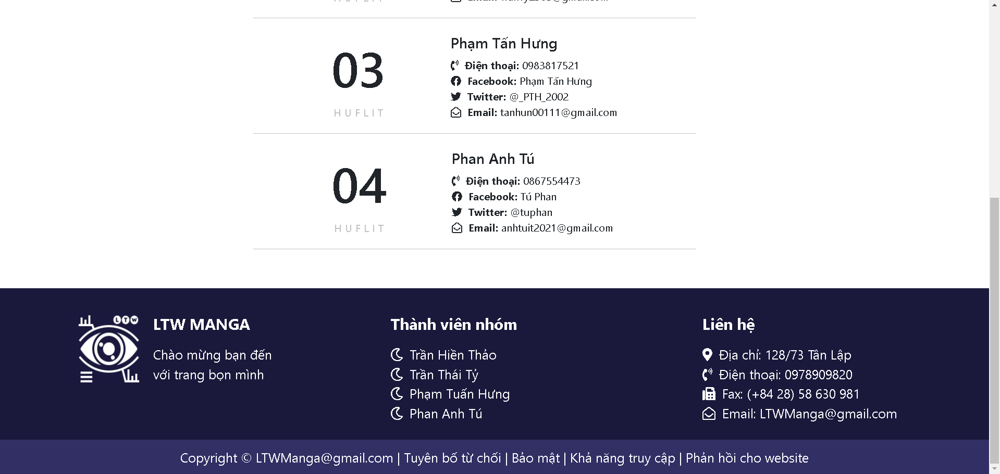 Phạm Tấn Hưng
03
Điện thoại: 0983817521
Facebook: Phạm Tấn Hưng
Twitter: @_PTH_2002
HUFLIT
Email: tanhun00111@gmail.com
Phan Anh Tú
04
Điện thoại: 0867554473
Facebook: Tú Phan
Twitter: @tuphan
HUFLIT
Email: anhtuit2021@gmail.com
LTW
LTW MANGA
Chào mừng bạn đến
với trang bọn mình
Thành viên nhóm
Trần Hiền Thảo
Trần Thái Tỷ
Phạm Tuấn Hưng
Phan Anh Tú
Liên hệ
Địa chỉ: 128/73 Tân Lập
Điện thoại: 0978909820
Fax: (+84 28) 58 630 981
Email: LTWManga@gmail.com
Copyright © LTWManga@gmail.com | Tuyên bố từ chối | Bảo mật | Khả năng truy cập | Phản hồi cho website